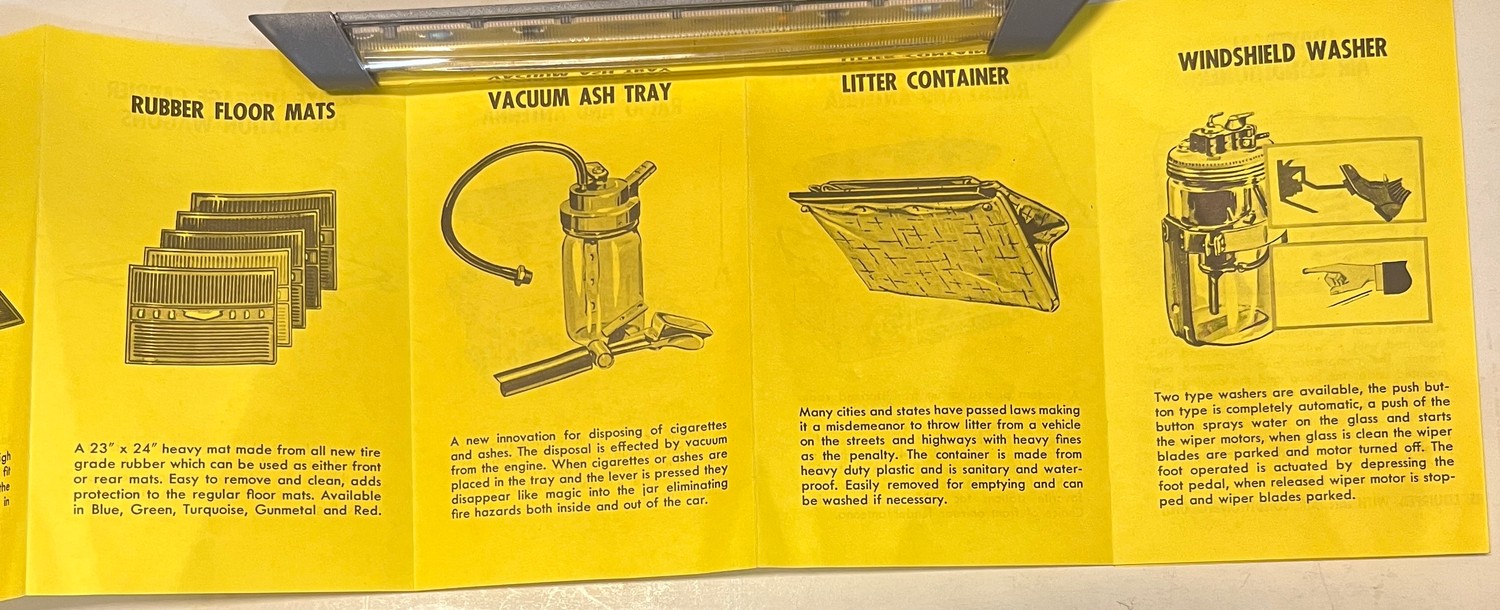 RUBBER FLOOR MATS
A 23" x 24" heavy mat made from all new tire
grade rubber which can be used as either front
or rear mats. Easy to remove and clean, adds
protection to the regular floor mats. Available
in Blue, Green, Turquoise, Gunmetal and Red.
VACUUM ASH TRAY
A new innovation for disposing of cigarettes
and ashes. The disposal is effected by vacuum
from the engine. When cigarettes or ashes are
placed in the tray and the lever is pressed they
disappear like magic into the jar eliminating
fire hazards both inside and out of the car.
LITTER CONTAINER
Many cities and states have passed laws making
it a misdemeanor to throw litter from a vehicle
on the streets and highways with heavy fines
as the penalty. The container is made from
heavy duty plastic and is sanitary and water-
proof. Easily removed for emptying and can
be washed if necessary.
WINDSHIELD WASHER
Two type washers are available, the push but-
ton type is completely automatic, a push of the
button sprays water on the glass and starts
the wiper motors, when glass is clean the wiper
blades are parked and motor turned off. The
foot operated is actuated by depressing the
foot pedal, when released wiper motor is stop-
ped and wiper blades parked.